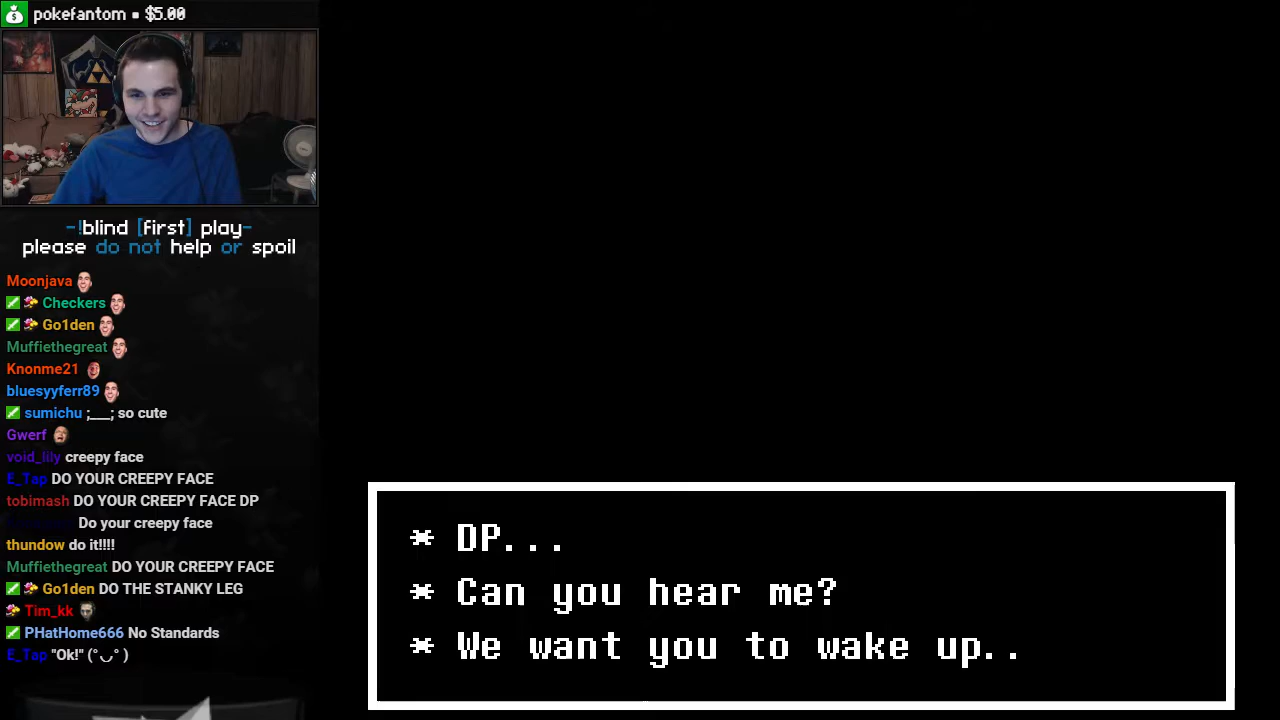 pokefantom ▪ $5.00
-!blind [first] play-
please do not help or spoil
Moonjava
Checkers
Go1den
Muffiethegreat
Knonme21
bluesyyferr89
sumichu ;___; so cute
Gwerf
void_lily creepy face
E_Tap DO YOUR CREEPY FACE
tobimash DO YOUR CREEPY FACE DP
Do your creepy face
thundow do it!!!!
Muffiethegreat DO YOUR CREEPY FACE
Go1den DO THE STANKY LEG
Tim_kk
PHatHome666 No Standards
E_Tap "Ok!" (°◡° )
* DP...
* Can you hear me?
* We want you to wake up..